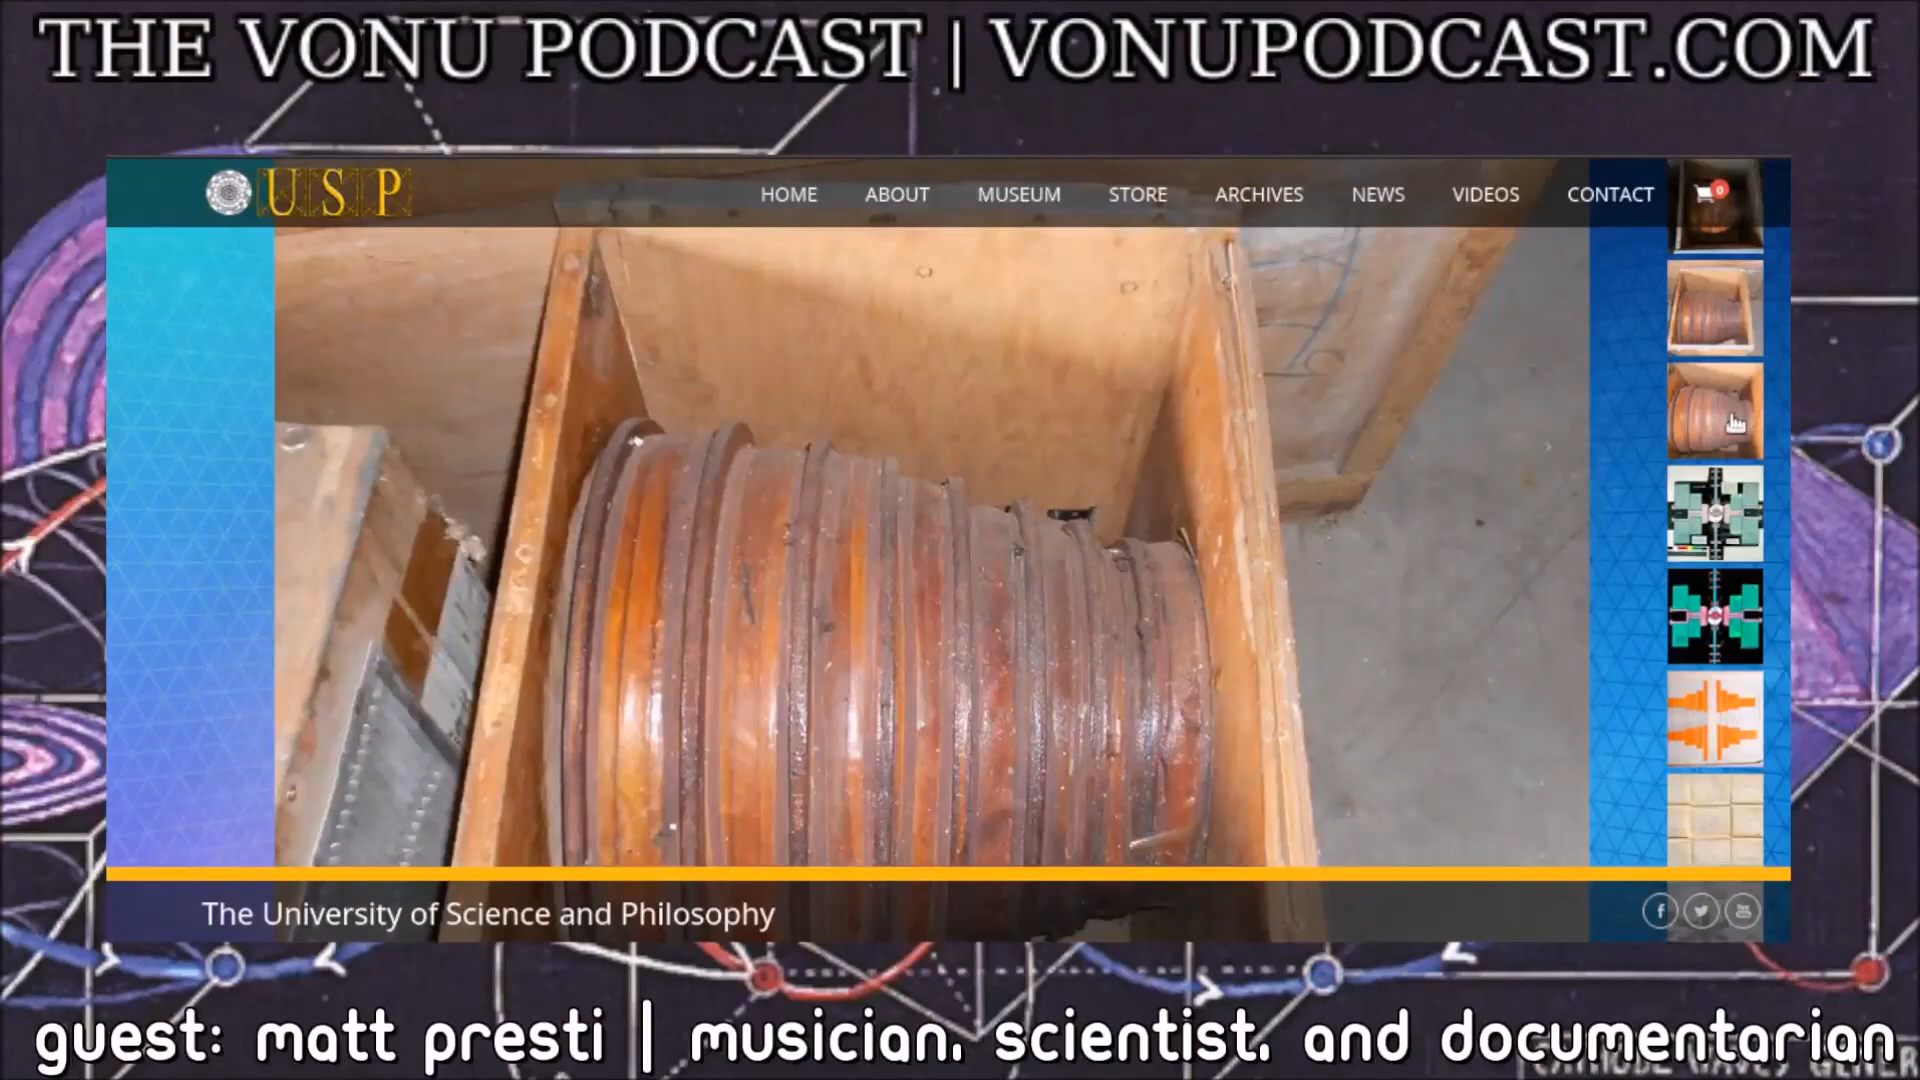 THE VONU PODCAST | VONUPODCAST.COM
USP HOME ABOUT MUSEUM STORE ARCHIVES NEWS VIDEOS CONTACT 0
The University of Science and Philosophy
guest: matt presti | musician. scientist. and documentarian